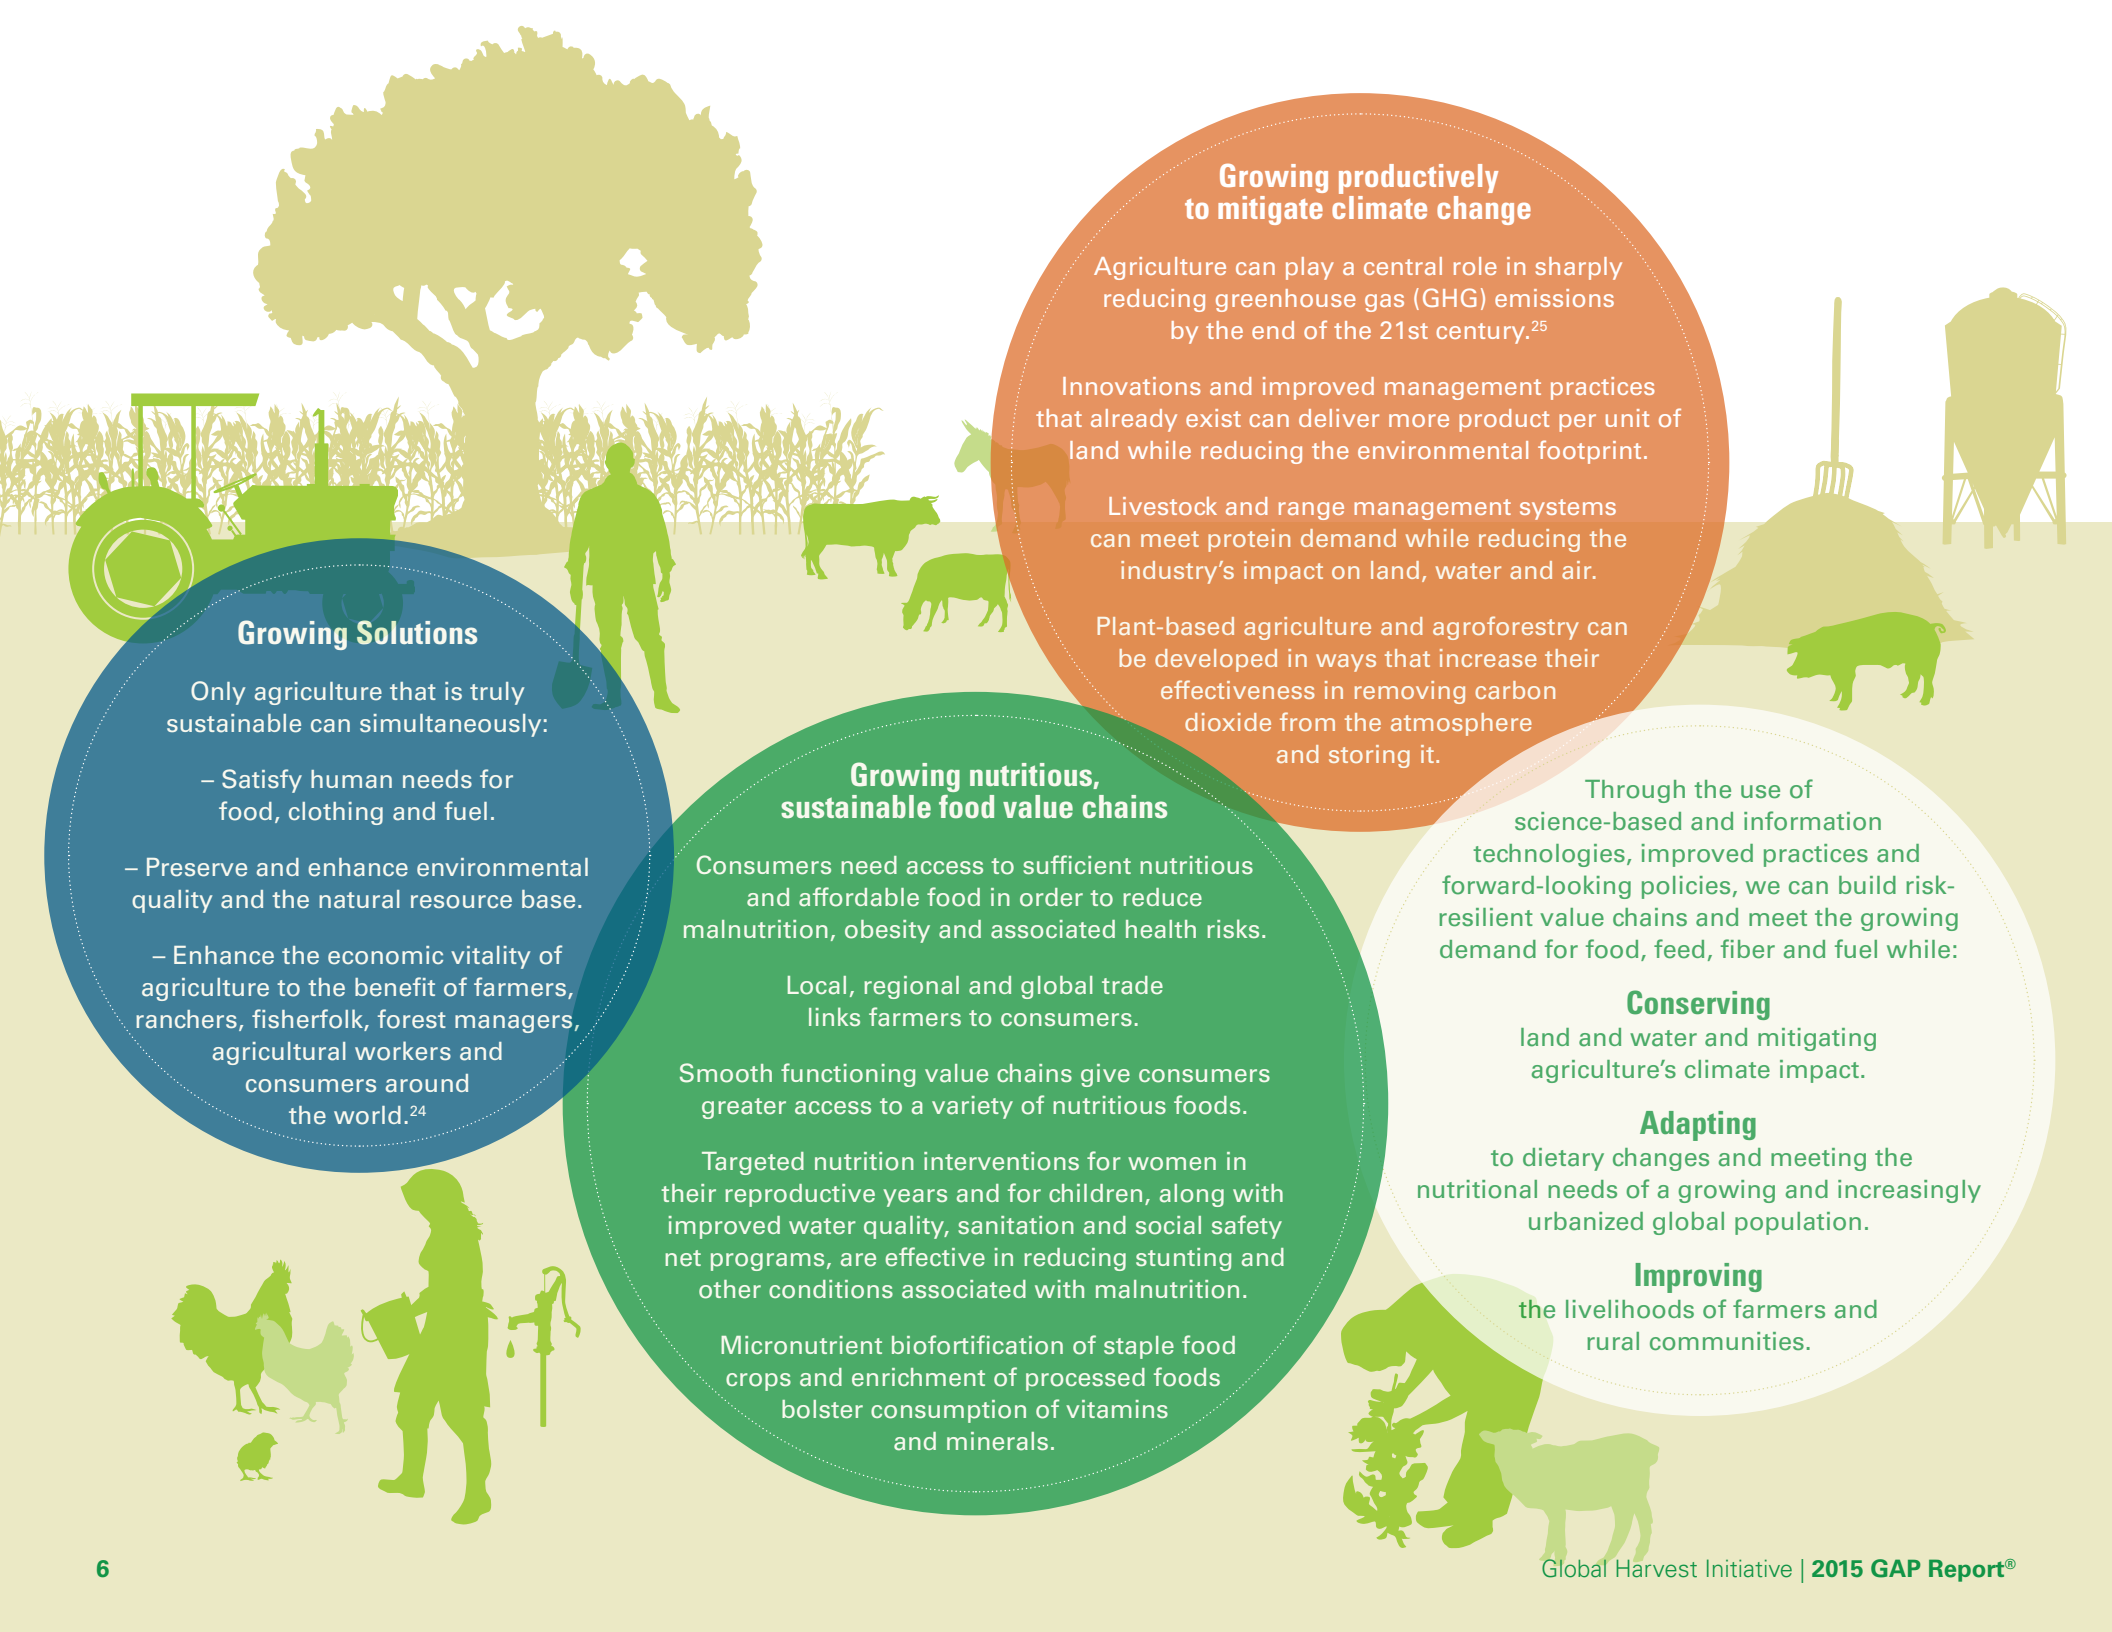 Growing Solutions
Only agriculture that is truly
sustainable can simultaneously:
– Satisfy human needs for
food, clothing and fuel.
– Preserve and enhance environmental
quality and the natural resource base.
– Enhance the economic vitality of
agriculture to the benefit of farmers,
ranchers, fisherfolk, forest managers,
agricultural workers and
consumers around
the world.24
Growing nutritious,
sustainable food value chains
Consumers need access to sufficient nutritious
and affordable food in order to reduce
malnutrition, obesity and associated health risks.
Local, regional and global trade
links farmers to consumers.
Smooth functioning value chains give consumers
greater access to a variety of nutritious foods.
Targeted nutrition interventions for women in
their reproductive years and for children, along with
improved water quality, sanitation and social safety
net programs, are effective in reducing stunting and
other conditions associated with malnutrition.
Micronutrient biofortification of staple food
crops and enrichment of processed foods
bolster consumption of vitamins
and minerals.
Growing productively
to mitigate climate change
Agriculture can play a central role in sharply
reducing greenhouse gas (GHG) emissions
by the end of the 21st century.25
Innovations and improved management practices
that already exist can deliver more product per unit of
land while reducing the environmental footprint.
Livestock and range management systems
can meet protein demand while reducing the
industry’s impact on land, water and air.
Plant-based agriculture and agroforestry can
be developed in ways that increase their
effectiveness in removing carbon
dioxide from the atmosphere
and storing it.
Through the use of
science-based and information
technologies, improved practices and
forward-looking policies, we can build risk-
resilient value chains and meet the growing
demand for food, feed, fiber and fuel while:
Conserving
land and water and mitigating
agriculture’s climate impact.
Adapting
to dietary changes and meeting the
nutritional needs of a growing and increasingly
urbanized global population.
Improving
the livelihoods of farmers and
rural communities.
6
Global Harvest Initiative | 2015 GAP Report®